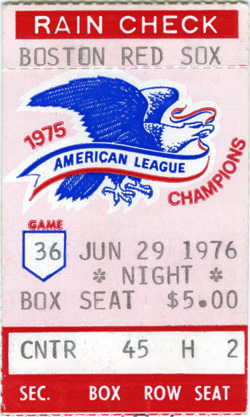 RAIN CHECK
BOSTON RED SOX
1975
AMERICAN LEAGUE
CHAMPIONS
GAME
36 JUN 29 1976
* NIGHT *
BOX SEAT $5.00
CNTR 45 H 2
SEC. BOX ROW SEAT